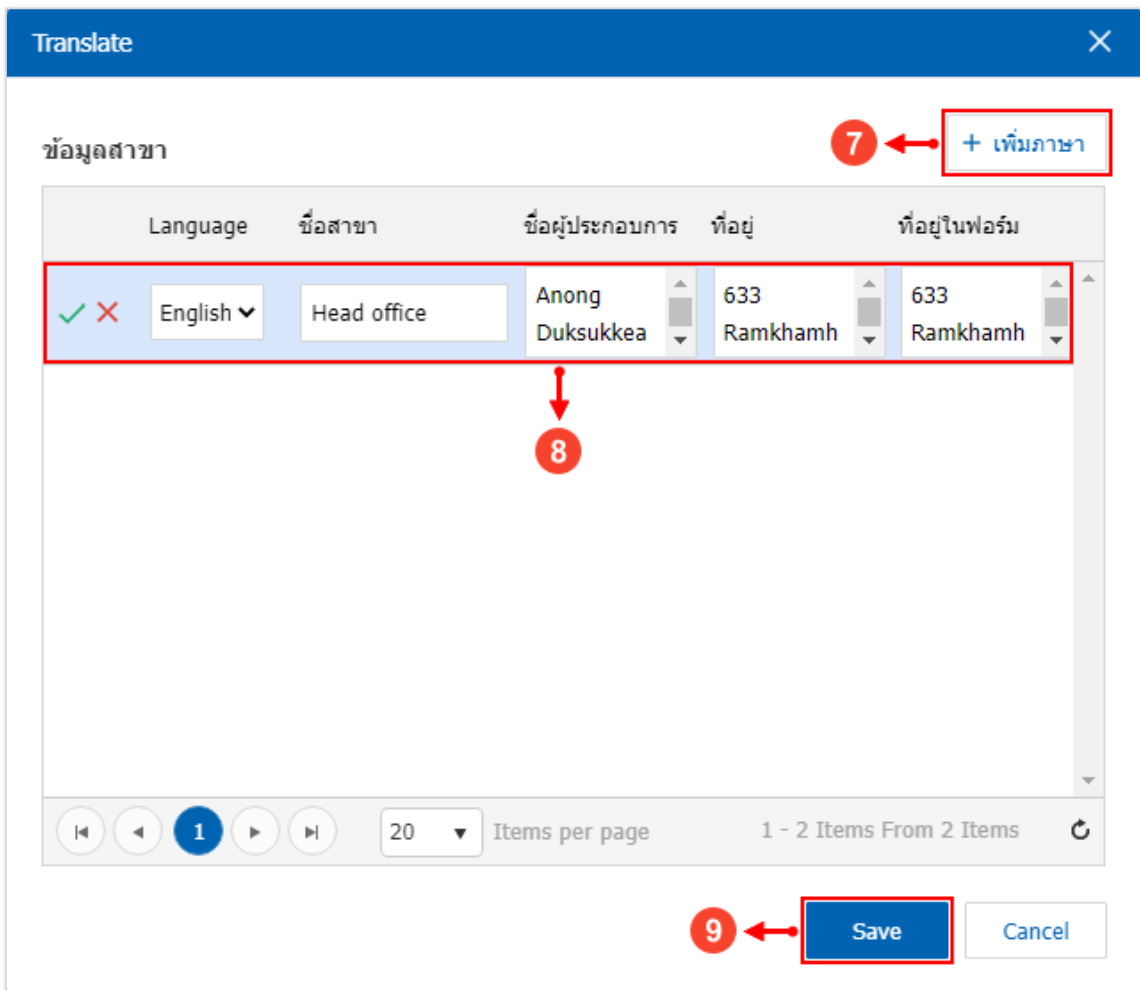 Translate
ข้อมูลสาขา
7
+ เพิ่มภาษา
Language ชื่อสาขา ชื่อผู้ประกอบการ ที่อยู่ ที่อยู่ในฟอร์ม
English Head office Anong Duksukkea 633 Ramkhamh 633 Ramkhamh
8
1 20 Items per page 1 - 2 Items From 2 Items
9 Save Cancel